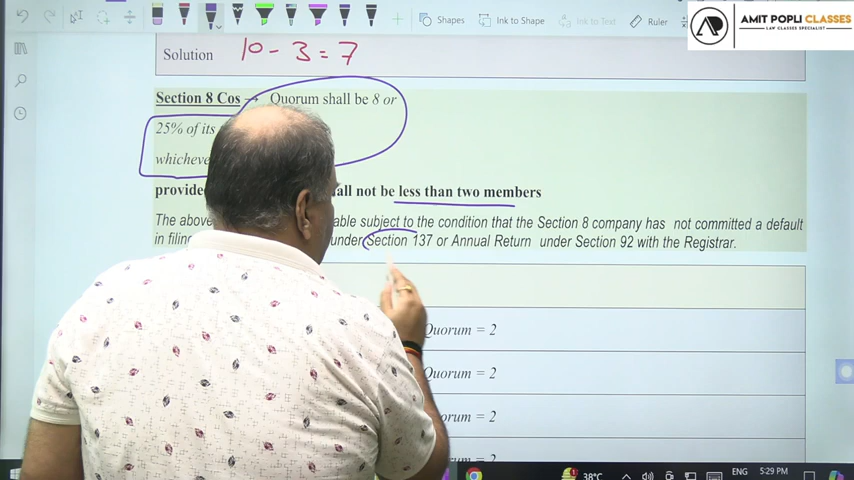 Shapes
Ink to Shape
Ink to Text
Ruler
AMIT POPLI CLASSES
LAW CLASSES SPECIALIST
Solution 10 - 3 = 7
Section 8 Cos → Quorum shall be 8 or
25% of its
whicheve
provide all not be less than two members
The above able subject to the condition that the Section 8 company has not committed a default
in filing under Section 137 or Annual Return under Section 92 with the Registrar.
Quorum = 2
Quorum = 2
orum = 2
= 2
38°C
ENG 5:29 PM